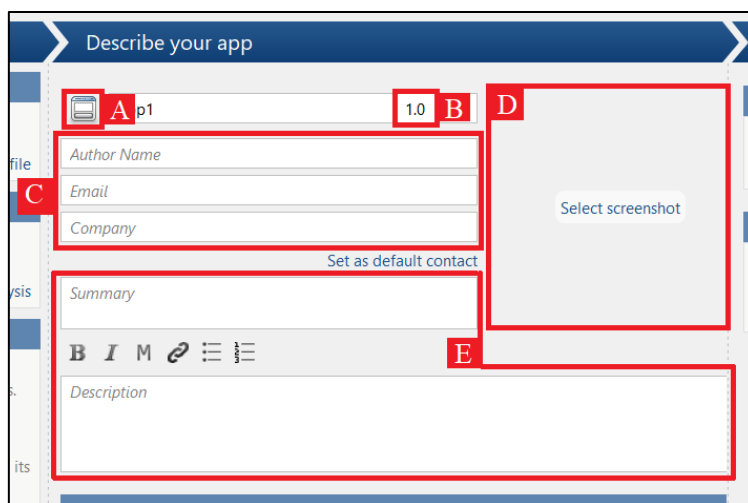 Describe your app
A p1 1.0 B
D
Author Name
file
C
Email
Select screenshot
Company
Set as default contact
ysis
Summary
B I M
E
Description
s.
its